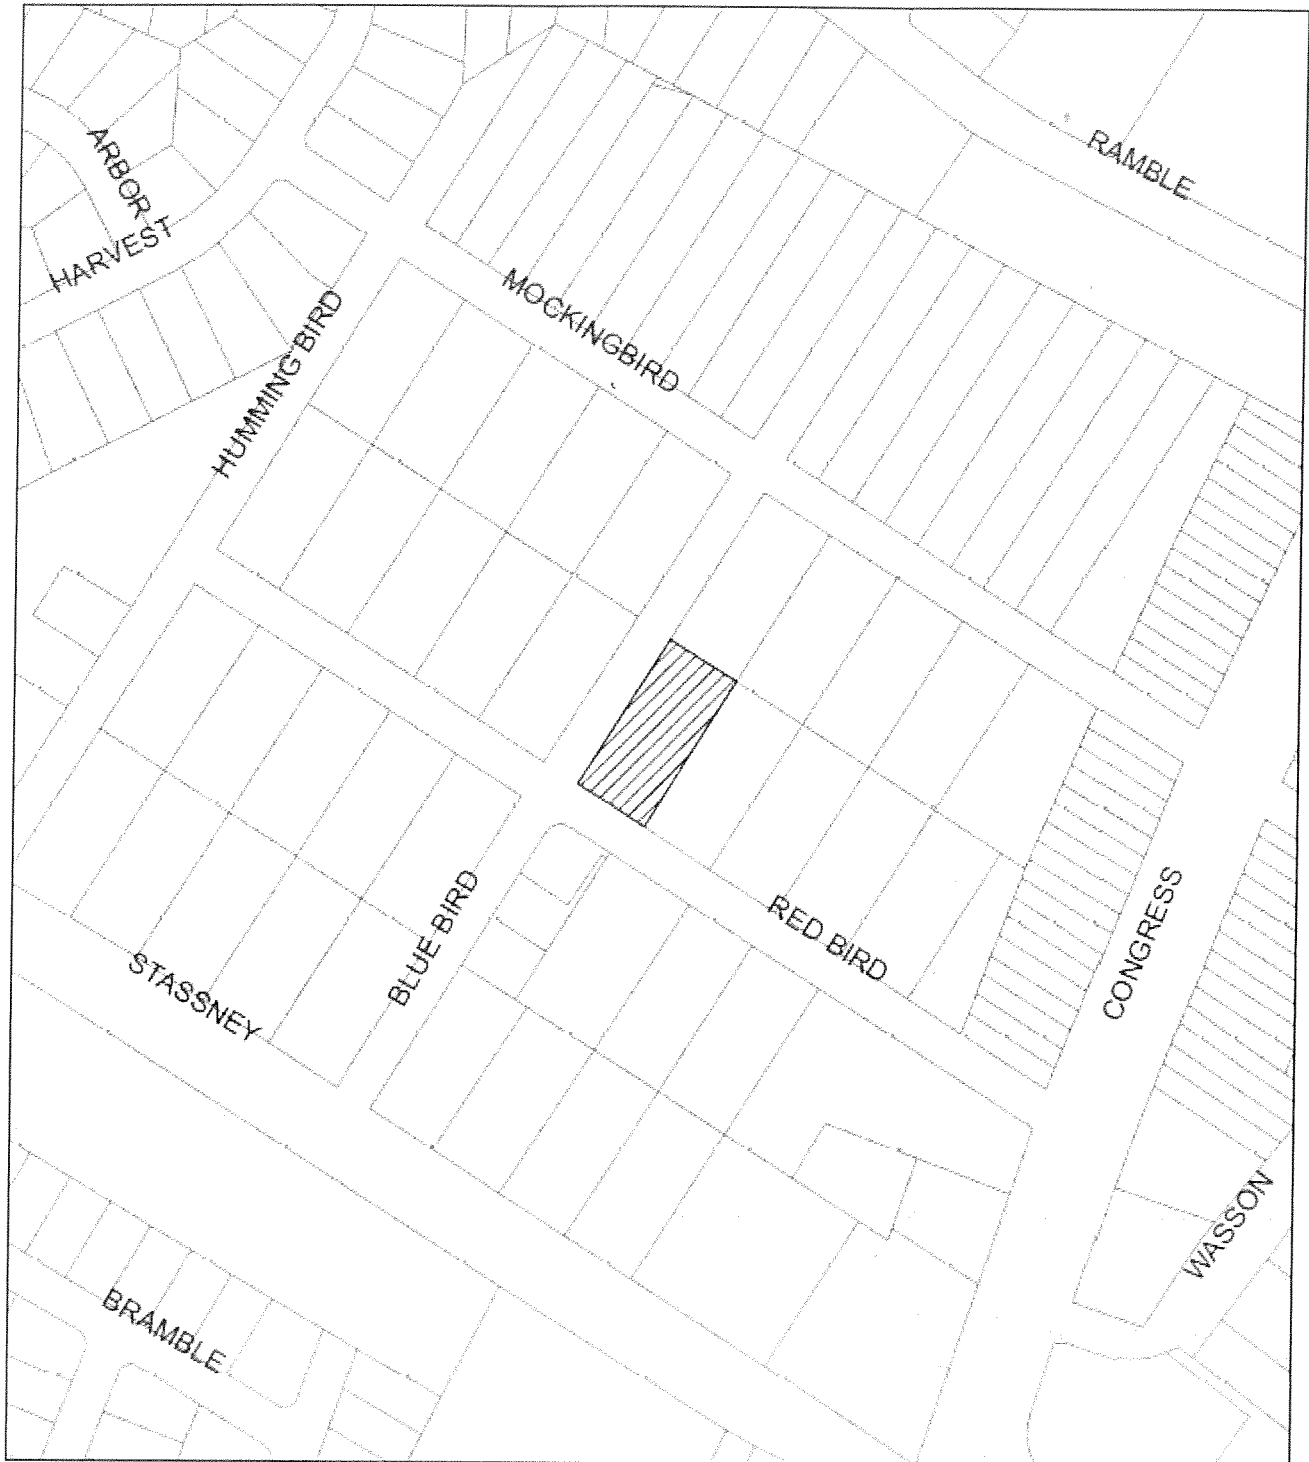 RAMBLE
ARBOR
HARVEST
MOCKINGBIRD
HUMMING BIRD
BLUE BIRD
RED BIRD
CONGRESS
STASSNEY
WASSON
BRAMBLE